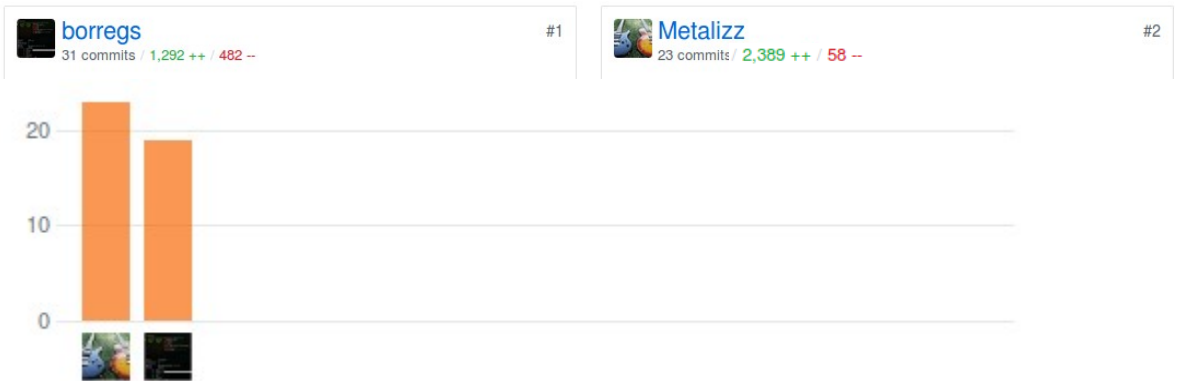 borregs #1
31 commits / 1,292 ++ / 482 --
Metalizz #2
23 commits / 2,389 ++ / 58 --
20
10
0